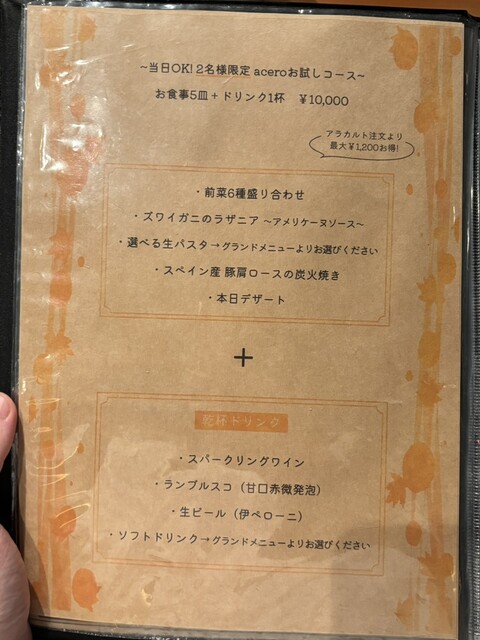 ~当日OK! 2名様限定 aceroお試しコース~
お食事5皿+ドリンク1杯 ¥10,000
アラカルト注文より
最大¥1,200お得!
・前菜6種盛り合わせ
・ズワイガニのラザニア ~アメリケーヌソース~
・選べる生パスタ→グランドメニューよりお選びください
・スペイン産 豚肩ロースの炭火焼き
・本日デザート
+
乾杯ドリンク
・スパークリングワイン
・ランブルスコ（甘口赤微発泡）
・生ビール（伊ペローニ）
・ソフトドリンク→グランドメニューよりお選びください